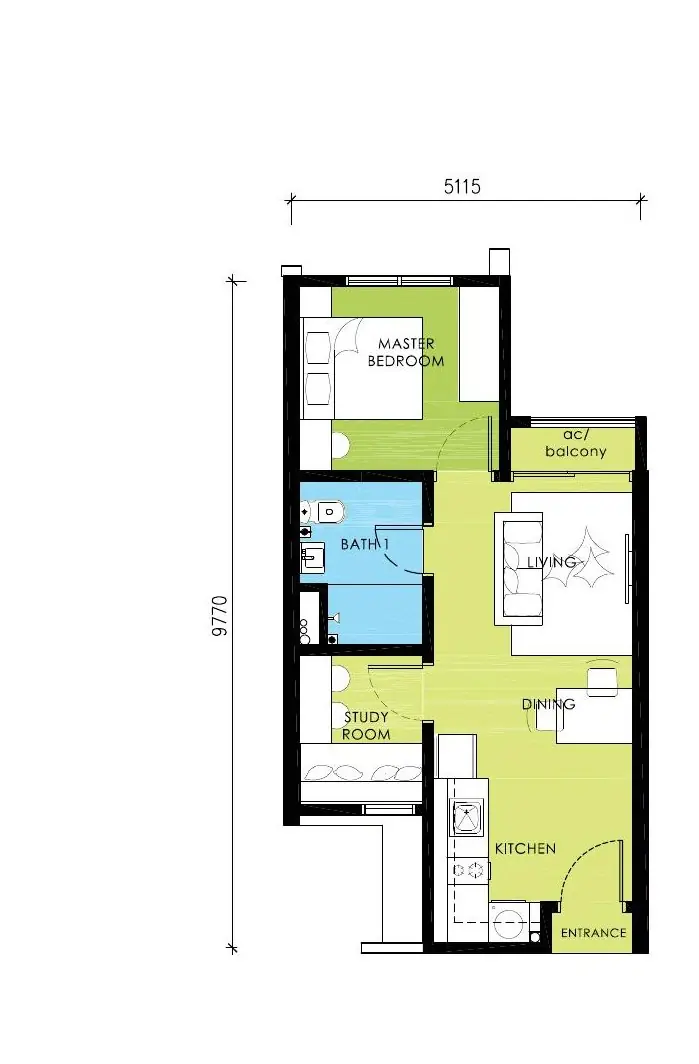 5115
MASTER
BEDROOM
ac/
balcony
BATH 1
LIVING
9770
DINING
STUDY
ROOM
KITCHEN
ENTRANCE